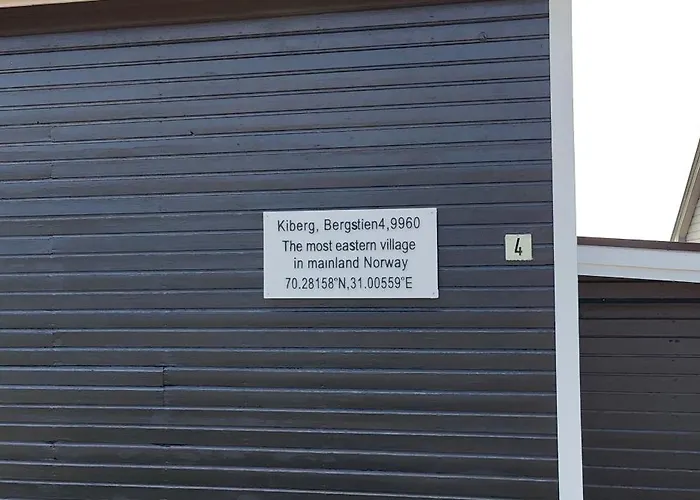 Kiberg, Bergstien4,9960
The most eastern village
in mainland Norway
70.28158°N,31.00559°E
4